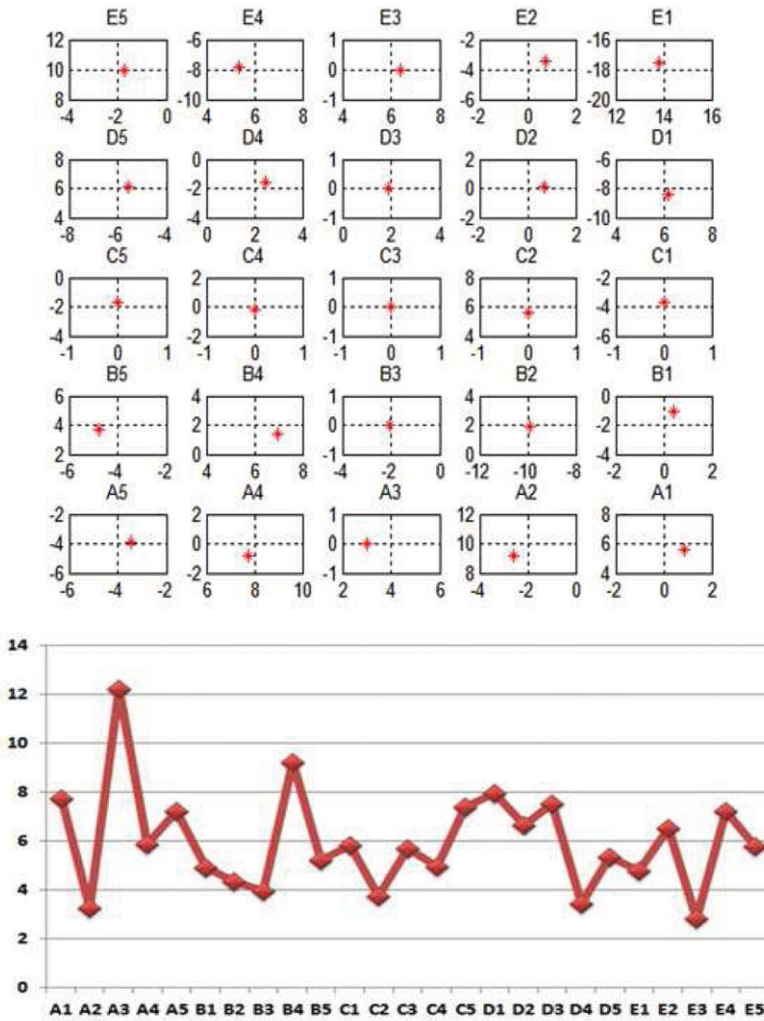 E5 E4 E3 E2 E1
12 -6 1 -2 -16
10 -8 0 -4 -18
8 -10 -1 -6 -20
-4 -2 0 4 6 8 4 6 8 -2 0 2 12 14 16
D5 D4 D3 D2 D1
8 0 1 2 -6
6 -2 0 0 -8
4 -4 -1 -2 -10
-8 -6 -4 0 2 4 0 2 4 -2 0 2 4 6 8
C5 C4 C3 C2 C1
0 2 1 8 -2
-2 0 0 6 -4
-4 -2 -1 4 -6
-1 0 1 -1 0 1 -1 0 1 -1 0 1 -1 0 1
B5 B4 B3 B2 B1
6 4 1 4 0
4 2 0 2 -2
2 0 -1 0 -4
-6 -4 -2 4 6 8 -4 -2 0 -12 -10 -8 -2 0 2
A5 A4 A3 A2 A1
-2 2 1 12 8
-4 0 0 10 6
-6 -2 -1 8 4
-6 -4 -2 6 8 10 2 4 6 -4 -2 0 -2 0 2
14
12
10
8
6
4
2
0
A1 A2 A3 A4 A5 B1 B2 B3 B4 B5 C1 C2 C3 C4 C5 D1 D2 D3 D4 D5 E1 E2 E3 E4 E5